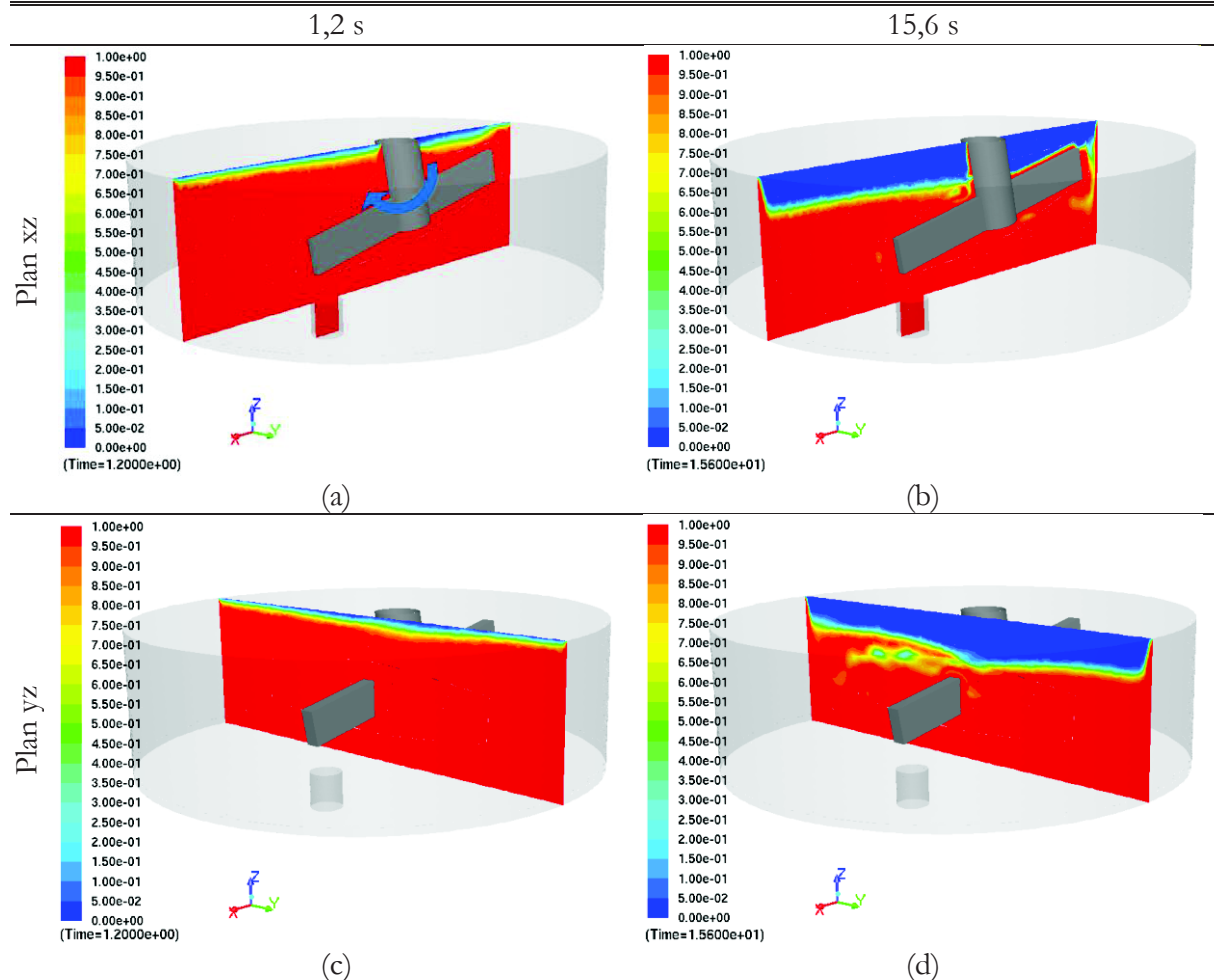 1,2 s 15,6 s
Plan xz
1.00e+00
9.50e-01
9.00e-01
8.50e-01
8.00e-01
7.50e-01
7.00e-01
6.50e-01
6.00e-01
5.50e-01
5.00e-01
4.50e-01
4.00e-01
3.50e-01
3.00e-01
2.50e-01
2.00e-01
1.50e-01
1.00e-01
5.00e-02
0.00e+00
Z
X Y
(Time=1.2000e+00)
(a)
1.00e+00
9.50e-01
9.00e-01
8.50e-01
8.00e-01
7.50e-01
7.00e-01
6.50e-01
6.00e-01
5.50e-01
5.00e-01
4.50e-01
4.00e-01
3.50e-01
3.00e-01
2.50e-01
2.00e-01
1.50e-01
1.00e-01
5.00e-02
0.00e+00
Z
X Y
(Time=1.5600e+01)
(b)
Plan yz
1.00e+00
9.50e-01
9.00e-01
8.50e-01
8.00e-01
7.50e-01
7.00e-01
6.50e-01
6.00e-01
5.50e-01
5.00e-01
4.50e-01
4.00e-01
3.50e-01
3.00e-01
2.50e-01
2.00e-01
1.50e-01
1.00e-01
5.00e-02
0.00e+00
Z
X Y
(Time=1.2000e+00)
(c)
1.00e+00
9.50e-01
9.00e-01
8.50e-01
8.00e-01
7.50e-01
7.00e-01
6.50e-01
6.00e-01
5.50e-01
5.00e-01
4.50e-01
4.00e-01
3.50e-01
3.00e-01
2.50e-01
2.00e-01
1.50e-01
1.00e-01
5.00e-02
0.00e+00
Z
X Y
(Time=1.5600e+01)
(d)